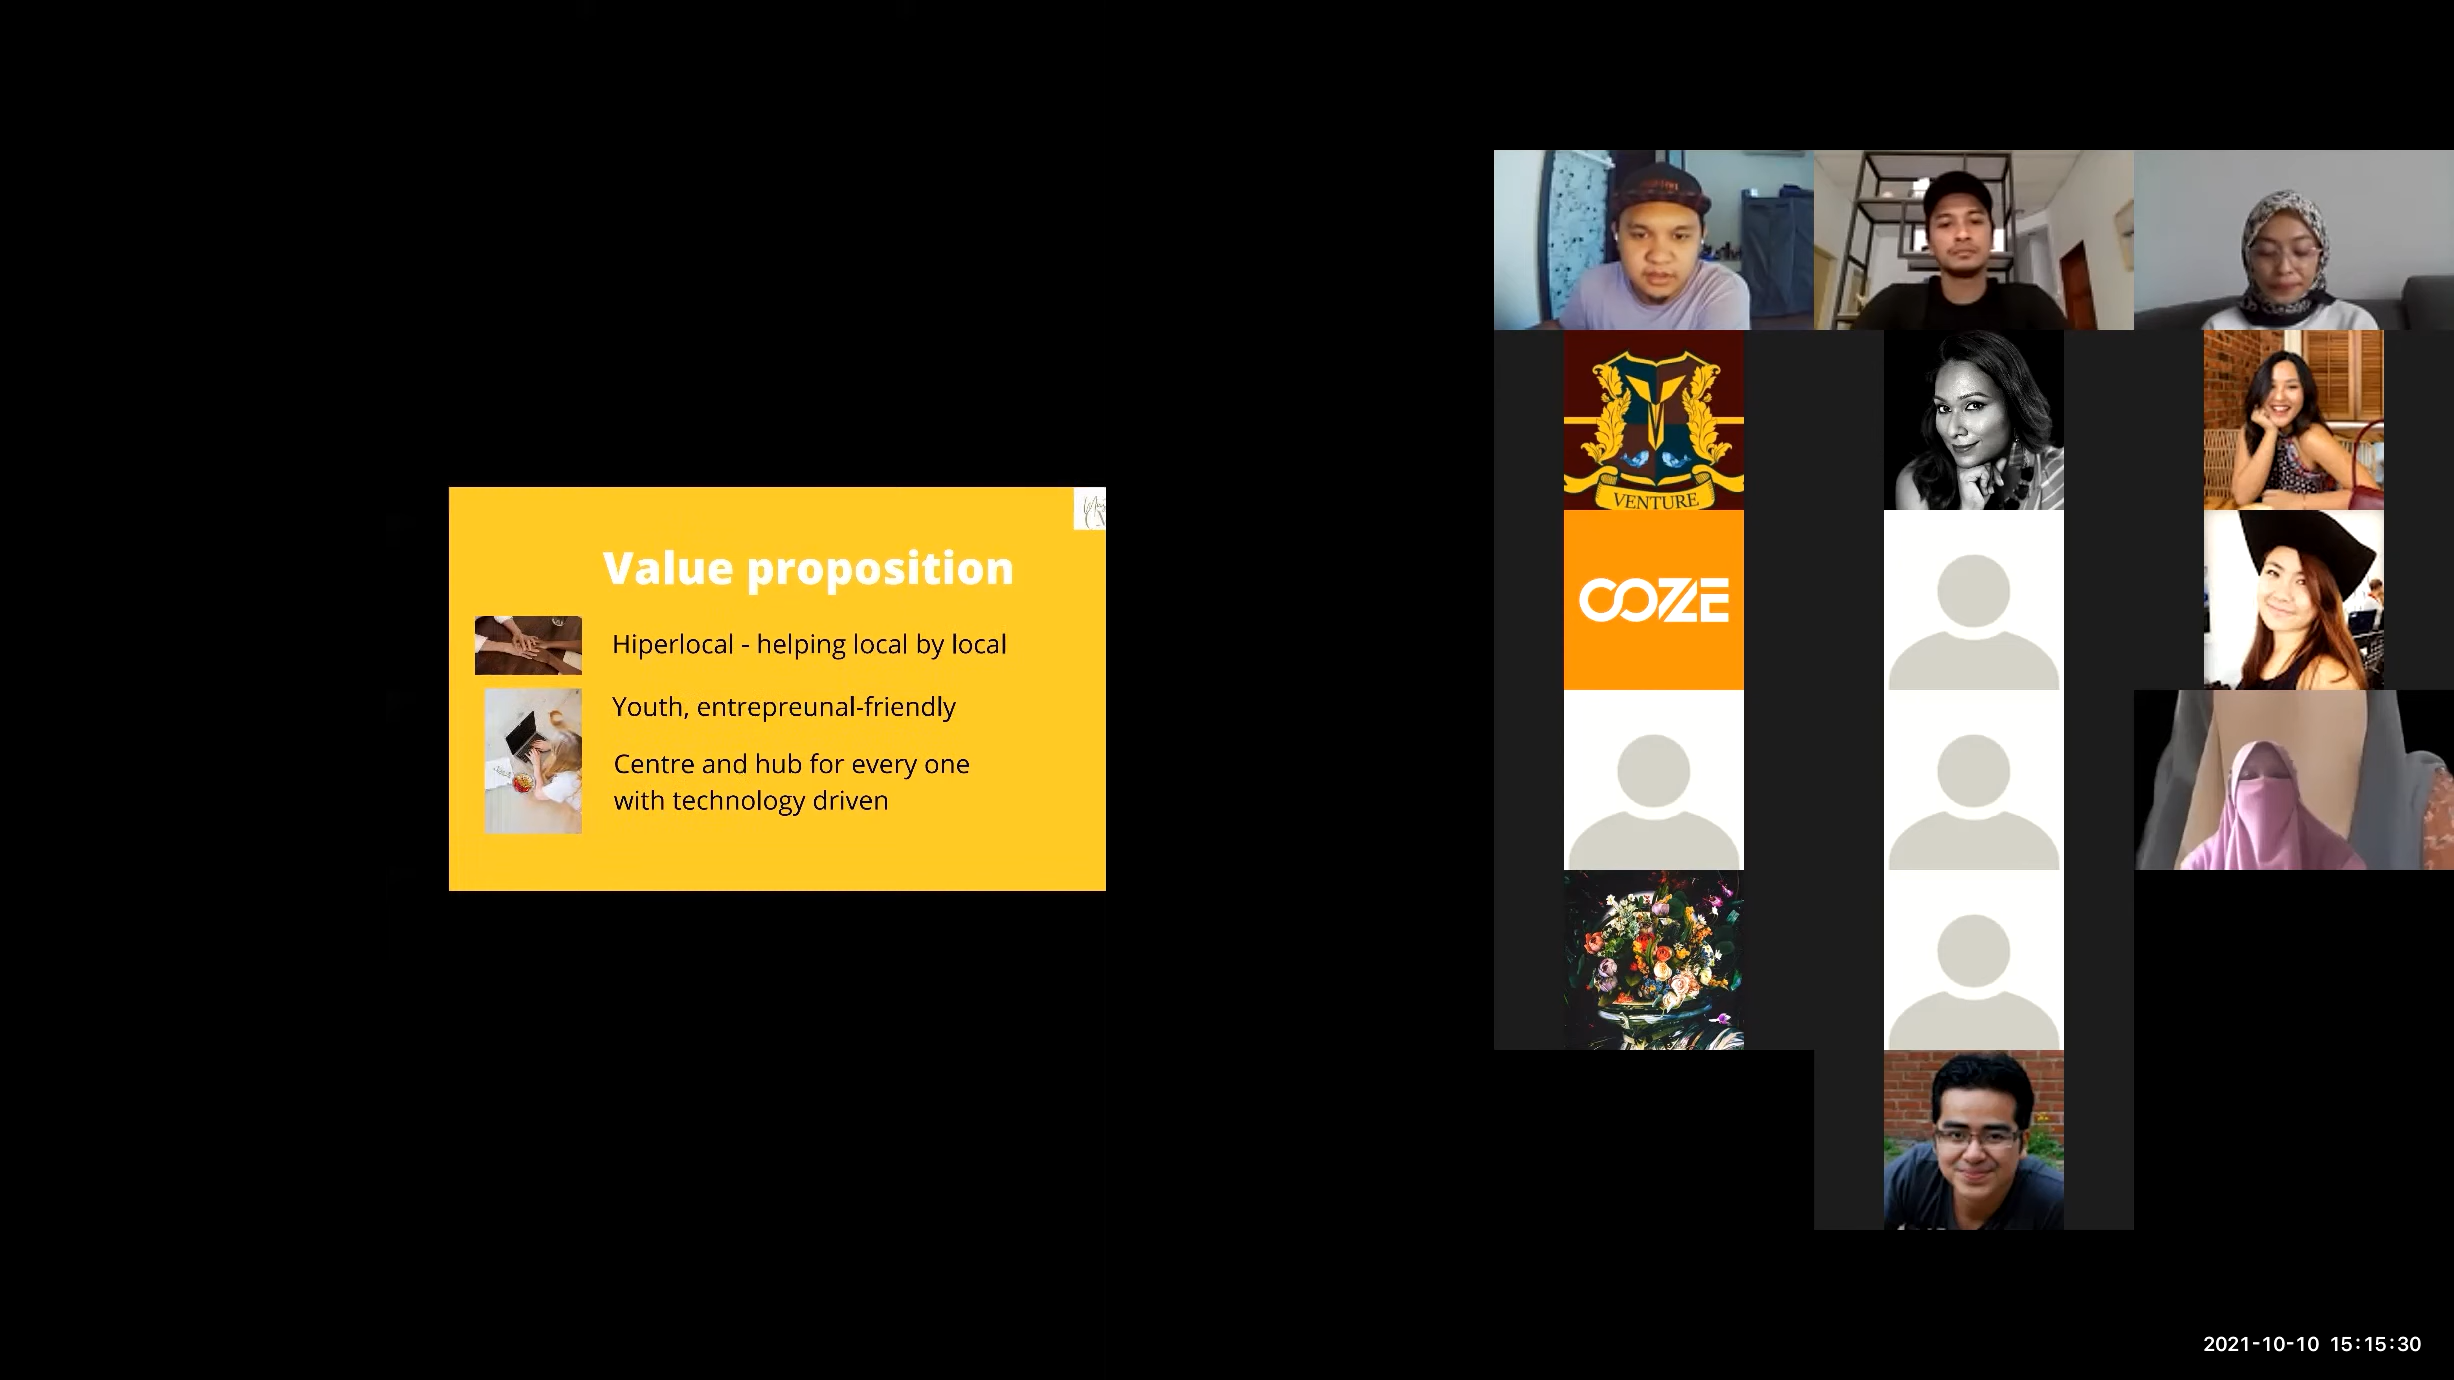 Value proposition
Hiperlocal - helping local by local
Youth, entrepreunal-friendly
Centre and hub for every one
with technology driven
VENTURE
COZZE
2021-10-10 15:15:30